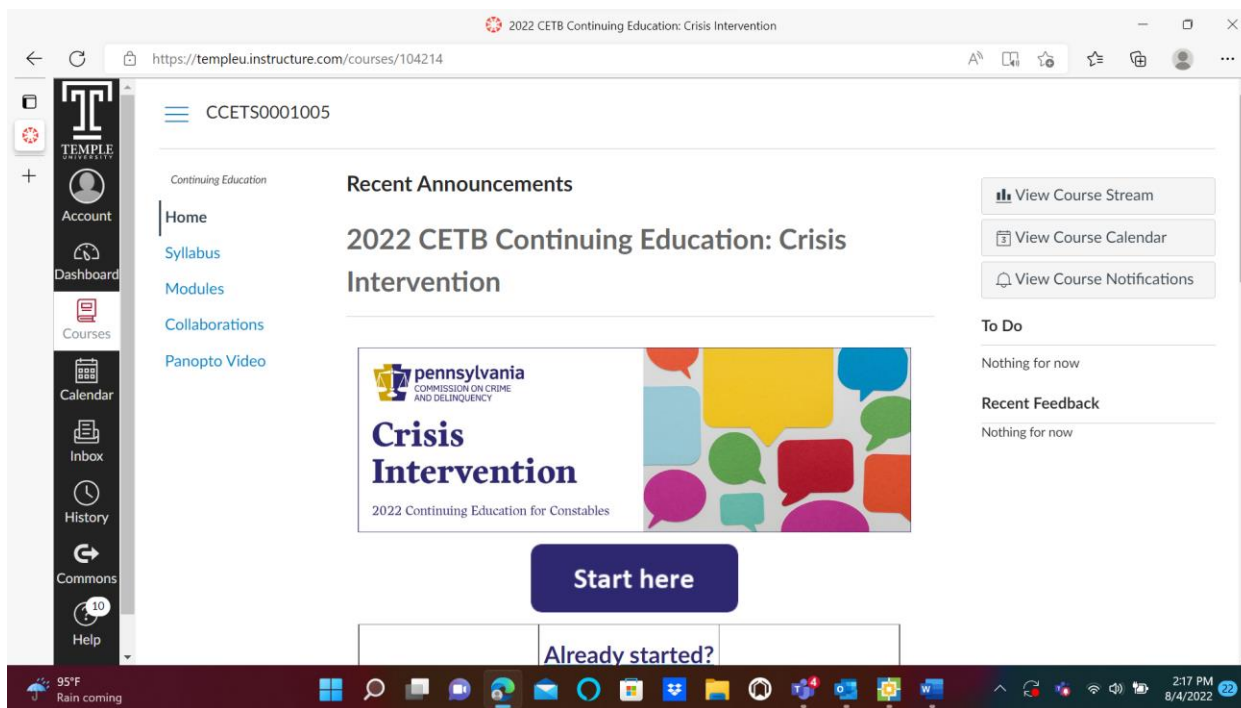 2022 CETB Continuing Education: Crisis Intervention
https://templeu.instructure.com/courses/104214
TEMPLE
UNIVERSITY
Account
Dashboard
Courses
Calendar
Inbox
History
Commons
10
Help
CCETS0001005
Continuing Education
Home
Syllabus
Modules
Collaborations
Panopto Video
Recent Announcements
2022 CETB Continuing Education: Crisis
Intervention
pennsylvania
COMMISSION ON CRIME
AND DELINQUENCY
Crisis
Intervention
2022 Continuing Education for Constables
Start here
Already started?
View Course Stream
3 View Course Calendar
View Course Notifications
To Do
Nothing for now
Recent Feedback
Nothing for now
95°F
Rain coming
4
2:17 PM
8/4/2022
22